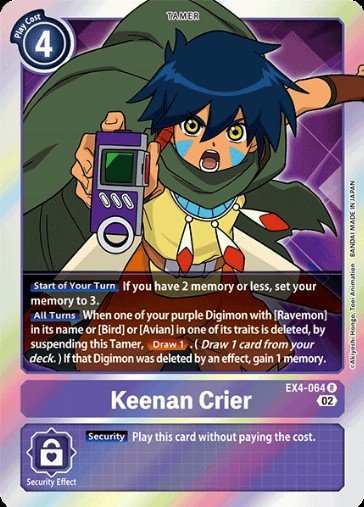 TAMER
Play Cost
4
Start of Your Turn If you have 2 memory or less, set your
memory to 3.
All Turns When one of your purple Digimon with [Ravemon]
in its name or [Bird] or [Avian] in one of its traits is deleted, by
suspending this Tamer, Draw 1. (Draw 1 card from your
deck.) If that Digimon was deleted by an effect, gain 1 memory.
©Akiyoshi Hongo, Toei Animation BANDAI MADE IN JAPAN
EX4-064 R
Keenan Crier
02
Security Play this card without paying the cost.
Security Effect